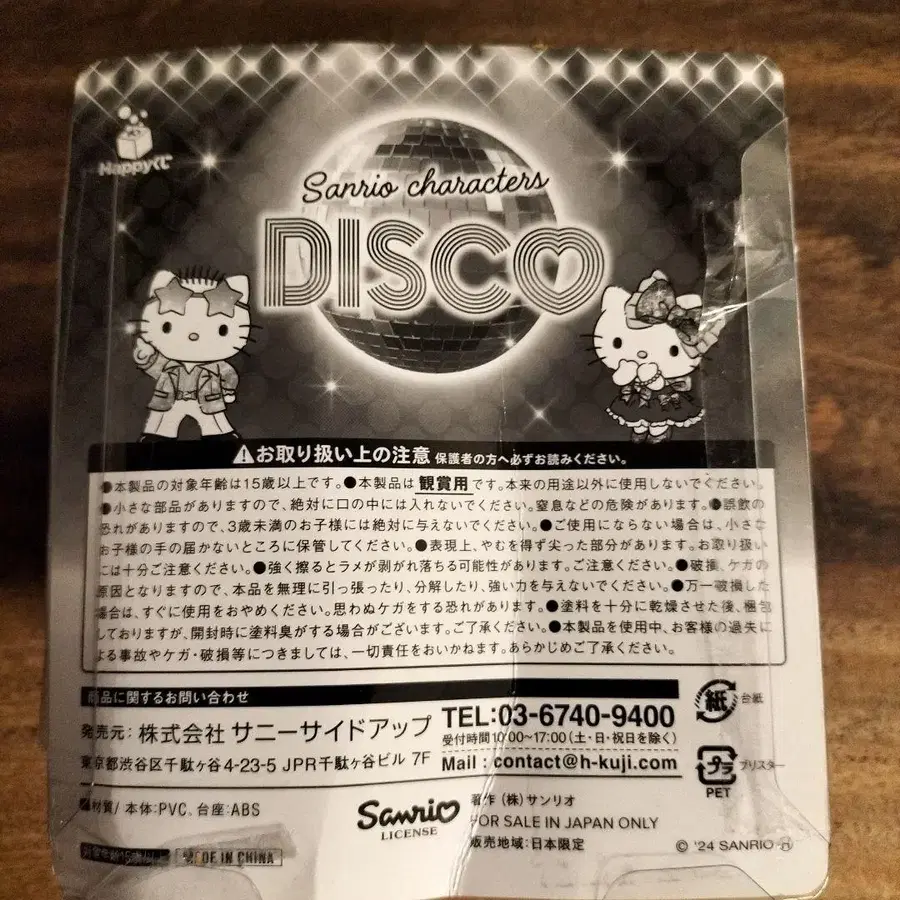 Happyくじ
Sanrio characters
DISCO
お取り扱い上の注意 保護者の方へ必ずお読みください。
●本製品の対象年齢は15歳以上です。●本製品は観賞用です。本来の用途以外に使用しないでください。
●小さな部品がありますので、絶対に口の中には入れないでください。窒息などの危険があります。●誤飲の
恐れがありますので、3歳未満のお子様には絶対に与えないでください。●ご使用にならない場合は、小さな
お子様の手の届かないところに保管してください。●表現上、やむを得ず尖った部分があります。お取り扱い
には十分ご注意ください。●強く擦るとラメが剥がれ落ちる可能性があります。ご注意ください。●破損、ケガの
原因となりますので、本品を無理に引っ張ったり、分解したり、強い力を与えないでください。●万一破損した
場合は、すぐに使用をおやめください。思わぬケガをする恐れがあります。●塗料を十分に乾燥させた後、梱包
しておりますが、開封時に塗料臭がする場合がございます。ご了承ください。●本製品を使用中、お客様の過失に
よる事故やケガ・破損等につきましては、一切責任をおいかねます。あらかじめご了承ください。
商品に関するお問い合わせ
発売元：株式会社 サニーサイドアップ
東京都渋谷区千駄ヶ谷4-23-5 JPR千駄ヶ谷ビル 7F
TEL:03-6740-9400
受付時間10:00~17:00(土・日・祝日を除く)
Mail : contact@h-kuji.com
紙 台紙
プラ ブリスター
PET
材質/ 本体:PVC。台座:ABS
Sanrio
LICENSE
著作（株）サンリオ
FOR SALE IN JAPAN ONLY
販売地域:日本限定
対象年齢15歳以上
MADE IN CHINA
© '24 SANRIO Ⓗ